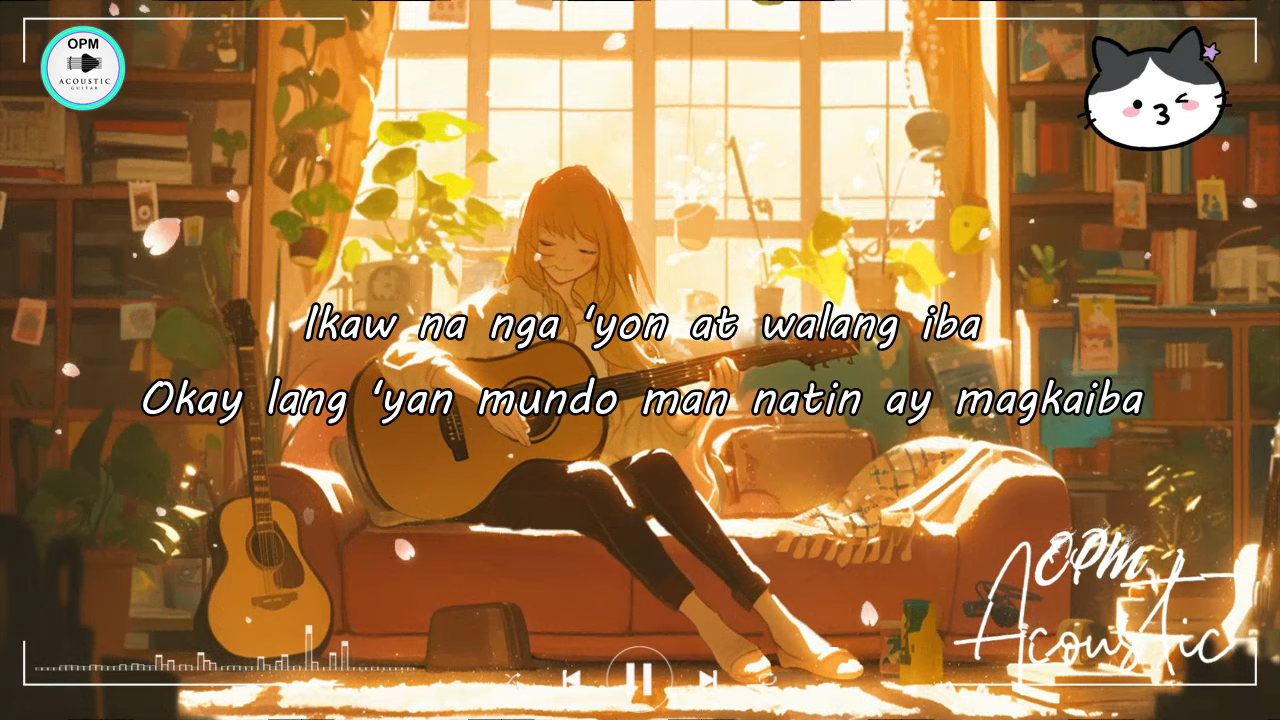 OPM
ACOUSTIC
GUITAR
Ikaw na nga ‘yon at walang iba
Okay lang ‘yan mundo man natin ay magkaiba
OPM
Acoustic